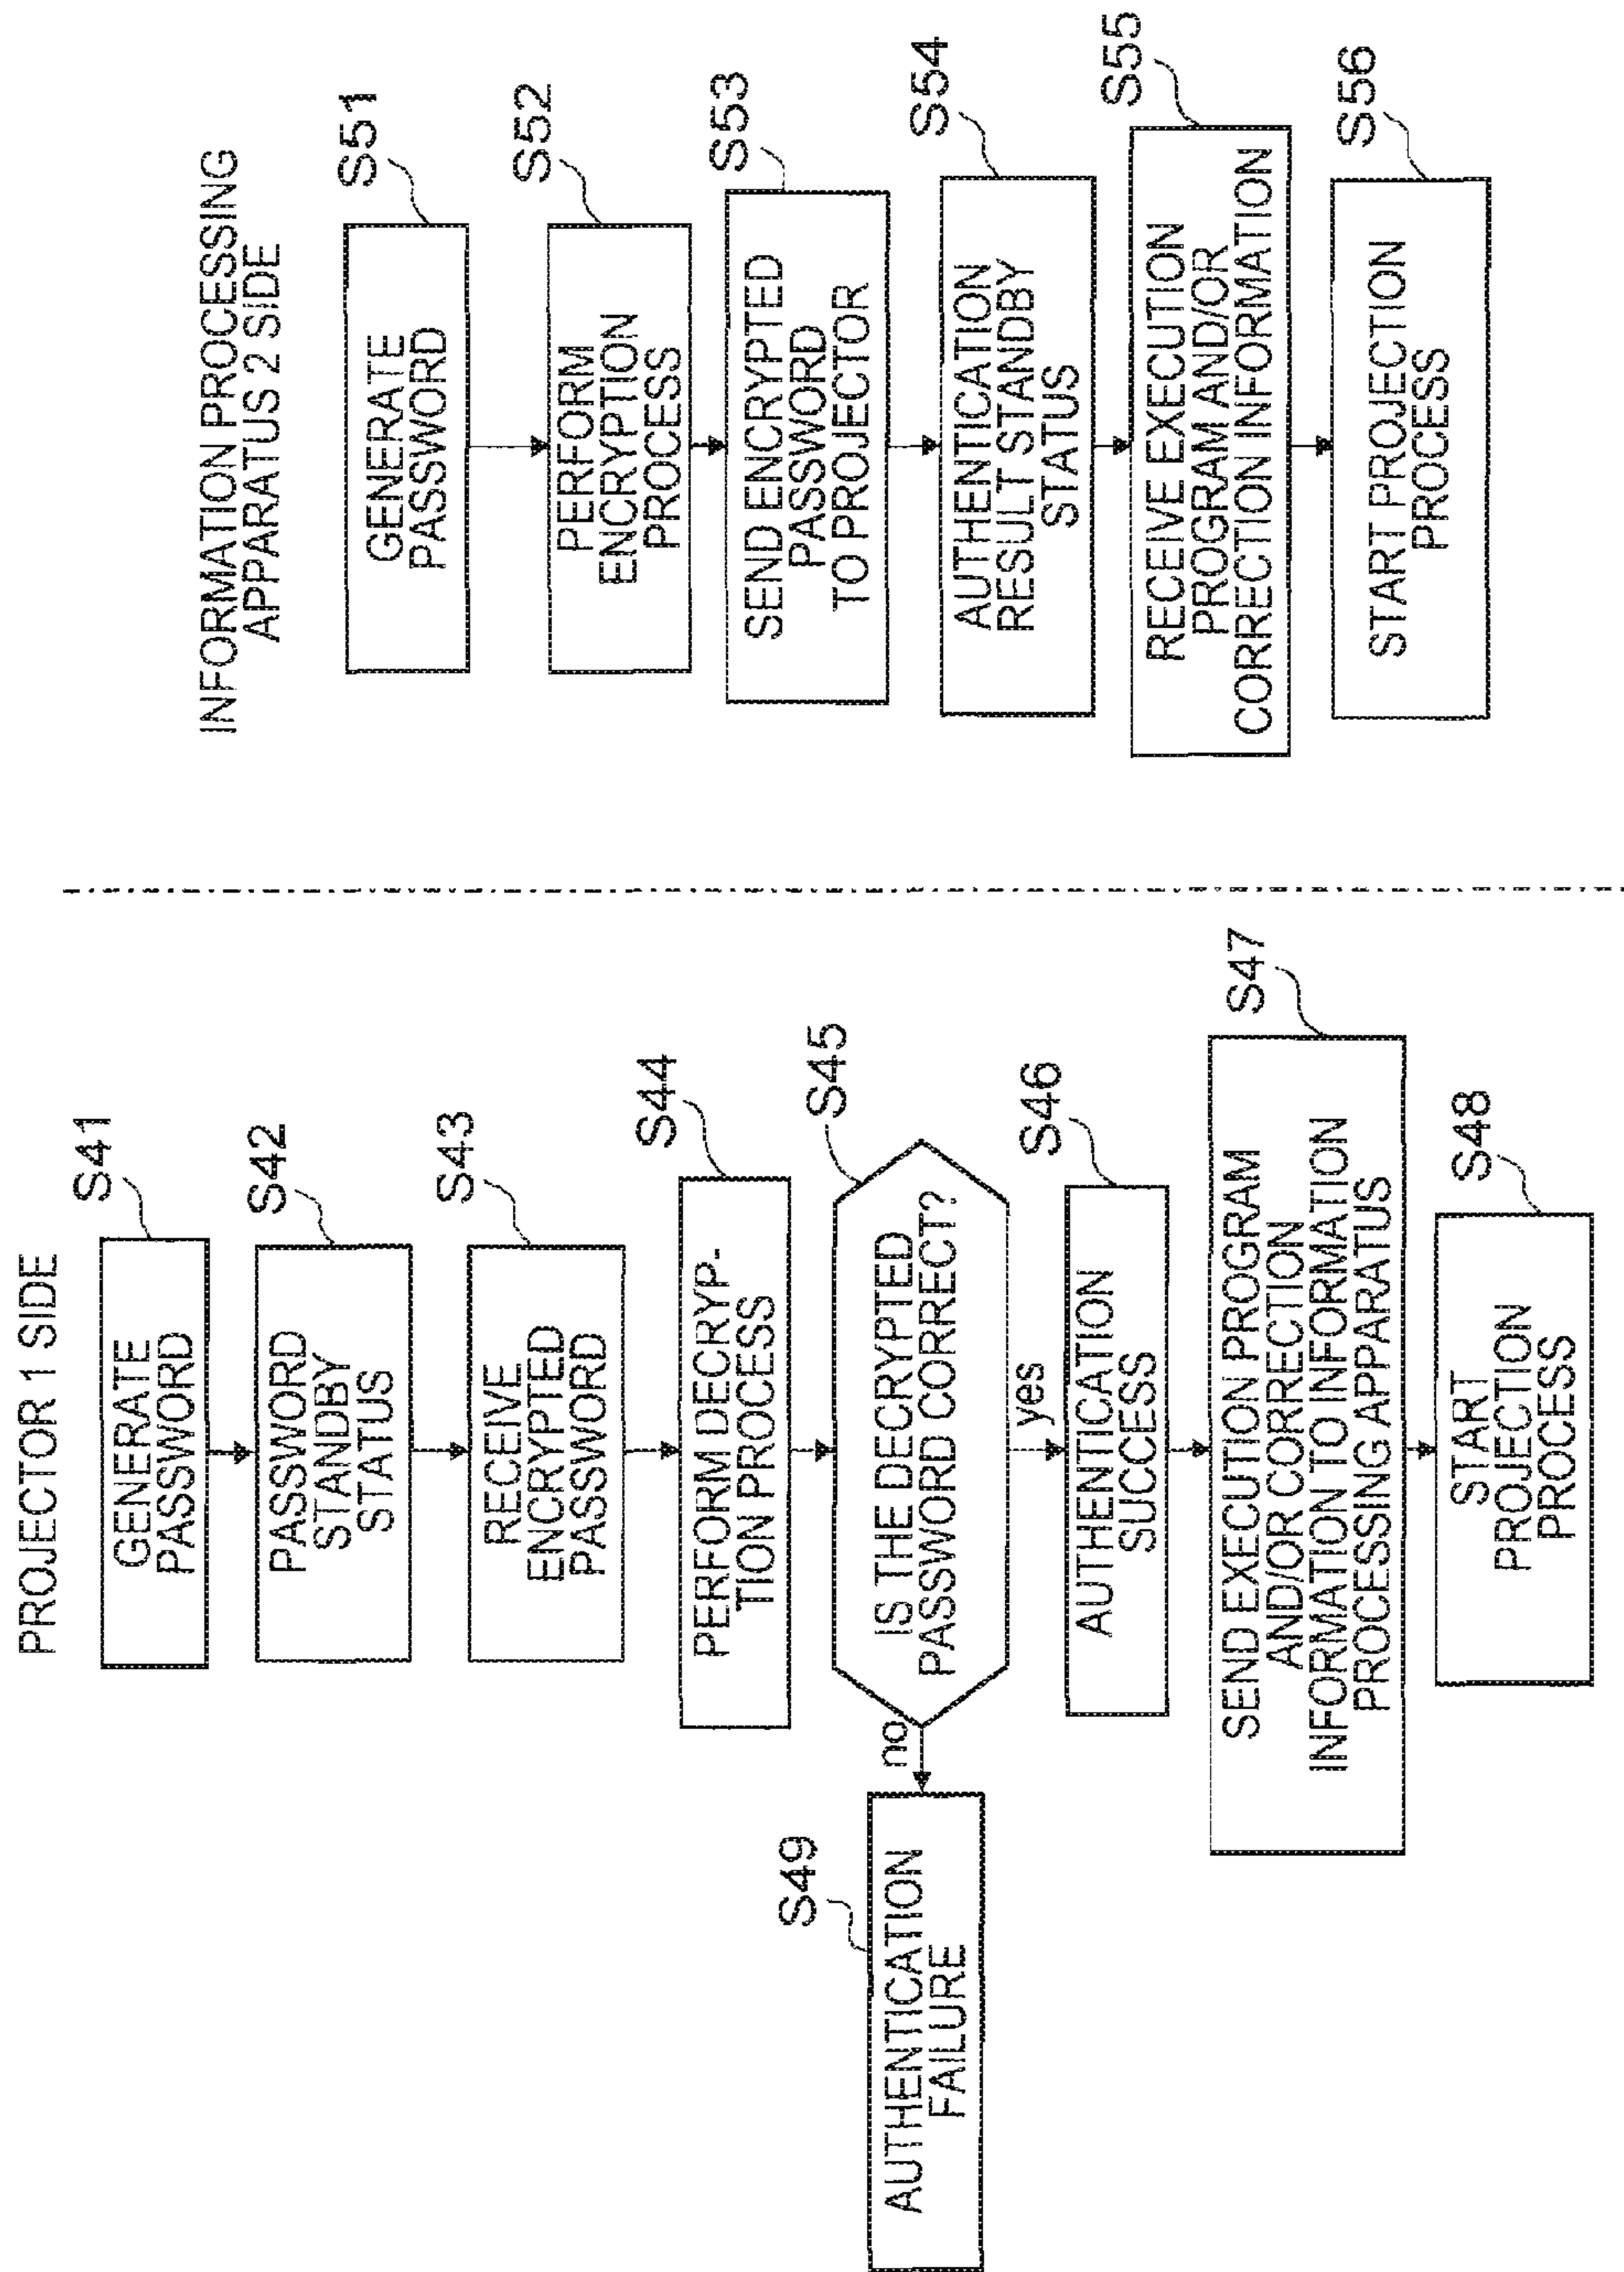 PROJECTOR 1 SIDE
S41
GENERATE
PASSWORD
S42
PASSWORD
STANDBY
STATUS
S43
RECEIVE
ENCRYPTED
PASSWORD
S44
PERFORM DECRYP-
TION PROCESS
S45
IS THE DECRYPTED
PASSWORD CORRECT?
no
yes
S49
AUTHENTICATION
FAILURE
S46
AUTHENTICATION
SUCCESS
S47
SEND EXECUTION PROGRAM
AND/OR CORRECTION
INFORMATION TO INFORMATION
PROCESSING APPARATUS
S48
START
PROJECTION
PROCESS
INFORMATION PROCESSING
APPARATUS 2 SIDE
S51
GENERATE
PASSWORD
S52
PERFORM
ENCRYPTION
PROCESS
S53
SEND ENCRYPTED
PASSWORD
TO PROJECTOR
S54
AUTHENTICATION
RESULT STANDBY
STATUS
S55
RECEIVE EXECUTION
PROGRAM AND/OR
CORRECTION INFORMATION
S56
START PROJECTION
PROCESS